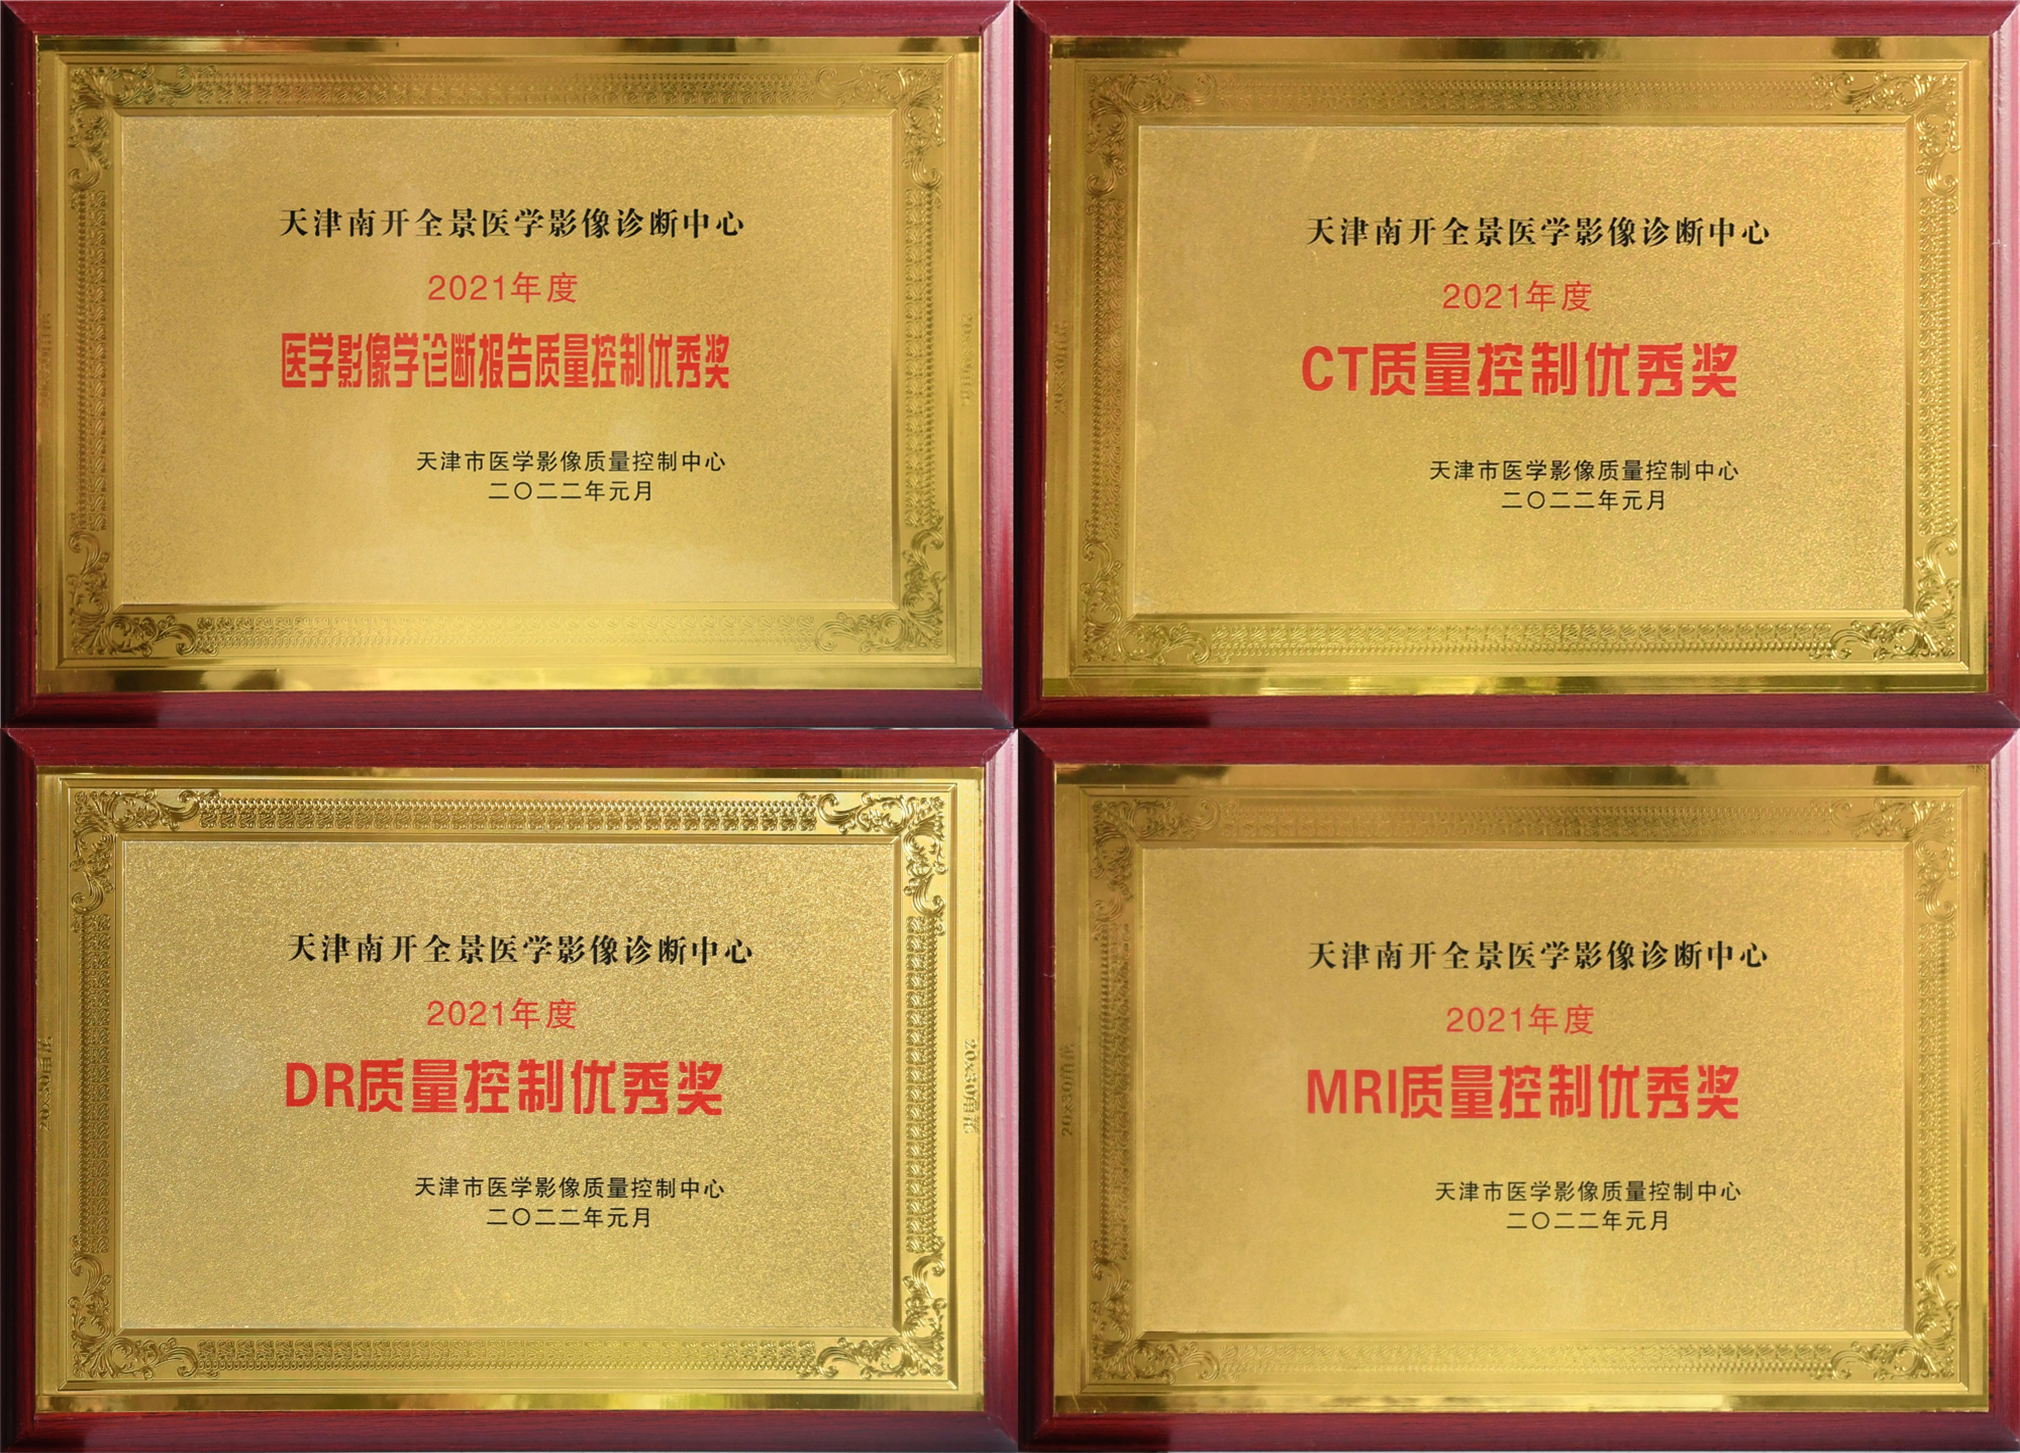 天津南开全景医学影像诊断中心
2021年度
医学影像学诊断报告质量控制优秀奖
天津市医学影像质量控制中心
二〇二二年元月
天津南开全景医学影像诊断中心
2021年度
CT质量控制优秀奖
天津市医学影像质量控制中心
二〇二二年元月
天津南开全景医学影像诊断中心
2021年度
DR质量控制优秀奖
天津市医学影像质量控制中心
二〇二二年元月
天津南开全景医学影像诊断中心
2021年度
MRI质量控制优秀奖
天津市医学影像质量控制中心
二〇二二年元月